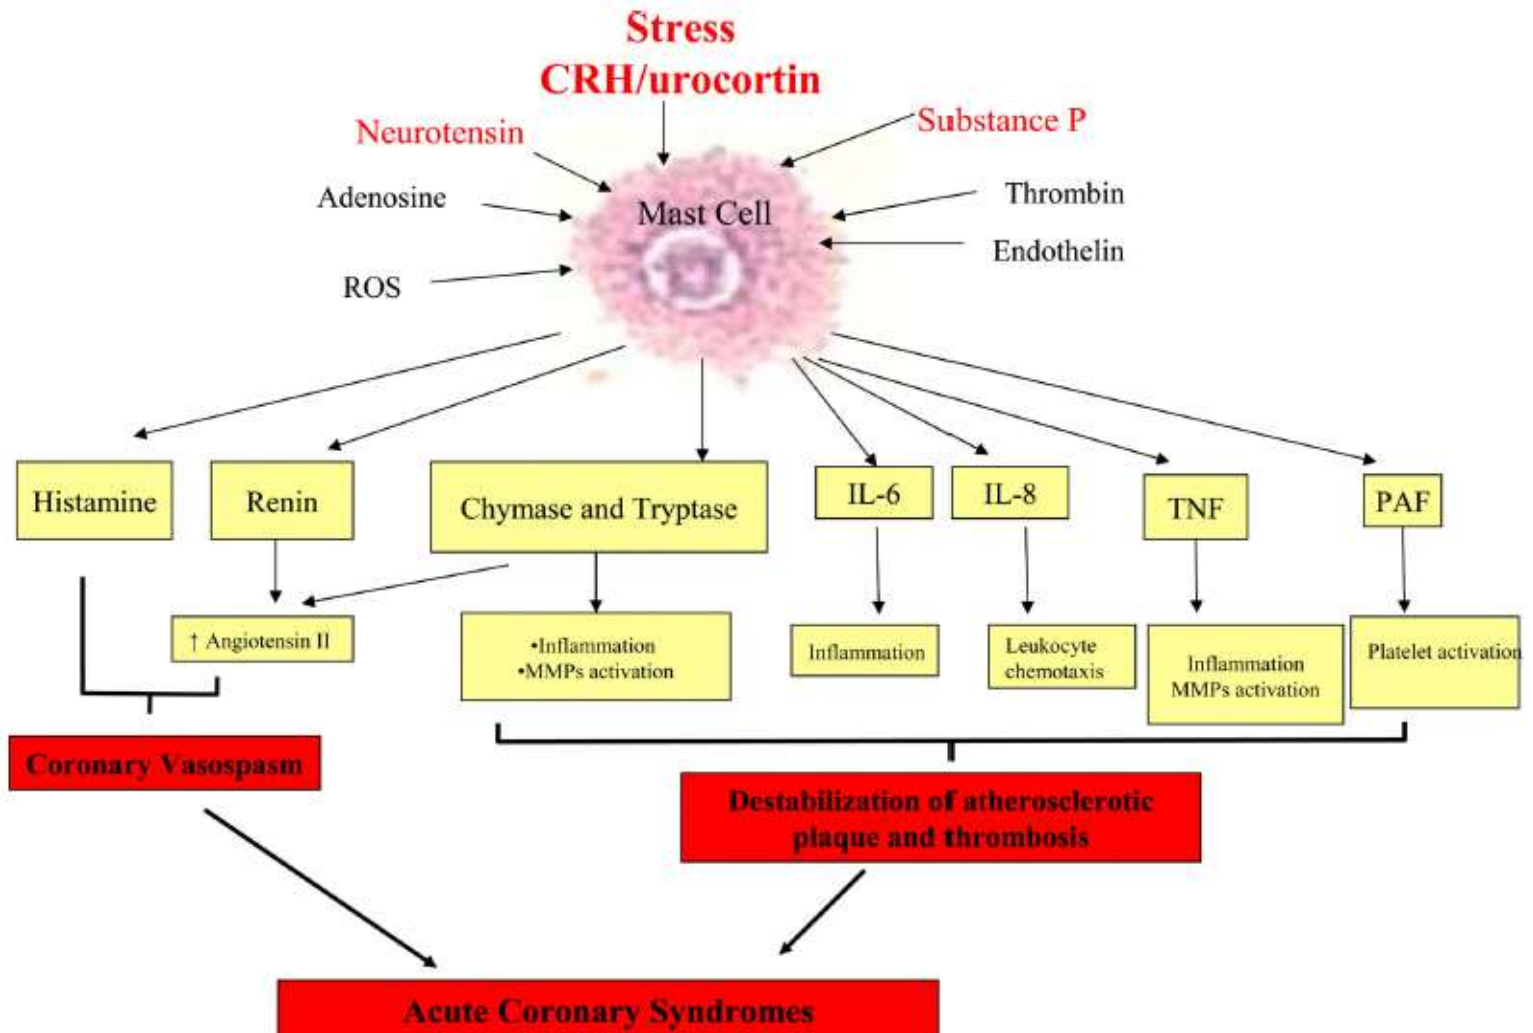 Stress
CRH/urocortin
Neurotensin
Substance P
Adenosine
Mast Cell
Thrombin
Endothelin
ROS
Histamine
Renin
Chymase and Tryptase
IL-6
IL-8
TNF
PAF
↑ Angiotensin II
•Inflammation
•MMPs activation
Inflammation
Leukocyte
chemotaxis
Inflammation
MMPs activation
Platelet activation
Coronary Vasospasm
Destabilization of atherosclerotic
plaque and thrombosis
Acute Coronary Syndromes